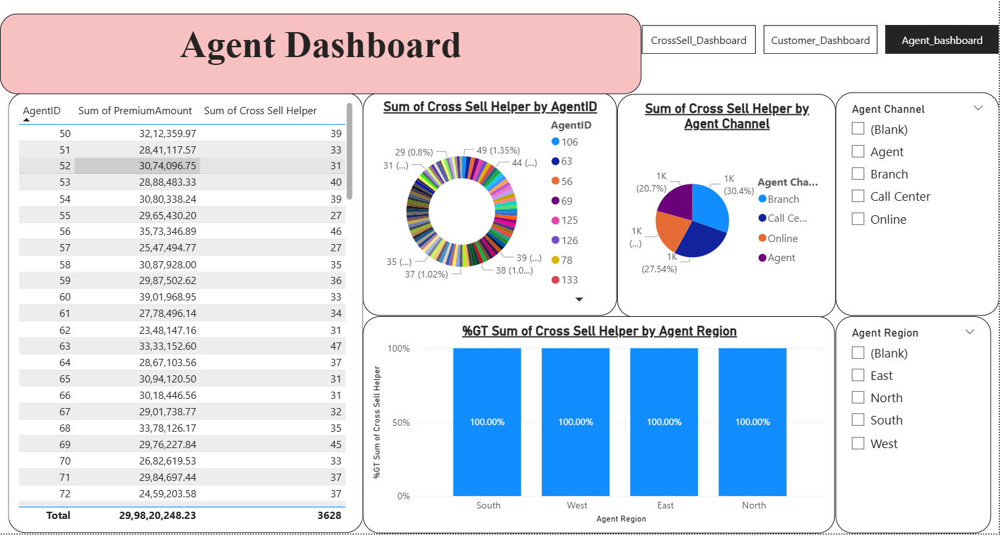 Agent Dashboard
CrossSell_Dashboard
Customer_Dashboard
Agent_bashboard
AgentID Sum of PremiumAmount Sum of Cross Sell Helper
50 32,12,359.97 39
51 28,41,117.57 33
52 30,74,096.75 31
53 28,88,483.33 40
54 30,80,338.24 39
55 29,65,430.20 27
56 35,73,346.89 46
57 25,47,494.77 27
58 30,87,928.00 35
59 29,87,502.62 36
60 39,01,968.95 33
61 27,78,496.14 34
62 23,48,147.16 31
63 33,33,152.60 47
64 28,67,103.56 37
65 30,94,120.50 31
66 30,18,446.56 31
67 29,01,738.77 32
68 33,78,126.17 35
69 29,76,227.84 45
70 26,82,619.53 33
71 29,84,697.44 37
72 24,59,203.58 37
Total 29,98,20,248.23 3628
Sum of Cross Sell Helper by AgentID
29 (0.8%)
31 (...)
49 (1.35%)
44 (...)
35 (...)
37 (1.02%)
39 (...)
38 (1.0...)
AgentID
106
63
56
69
125
126
78
133
Sum of Cross Sell Helper by
Agent Channel
1K
(20.7%)
1K
(30.4%)
1K
(...)
1K
(27.54%)
Agent Cha...
Branch
Call Ce...
Online
Agent
Agent Channel
(Blank)
Agent
Branch
Call Center
Online
%GT Sum of Cross Sell Helper by Agent Region
%GT Sum of Cross Sell Helper
100%
50%
0%
100.00% 100.00% 100.00% 100.00%
South West East North
Agent Region
Agent Region
(Blank)
East
North
South
West